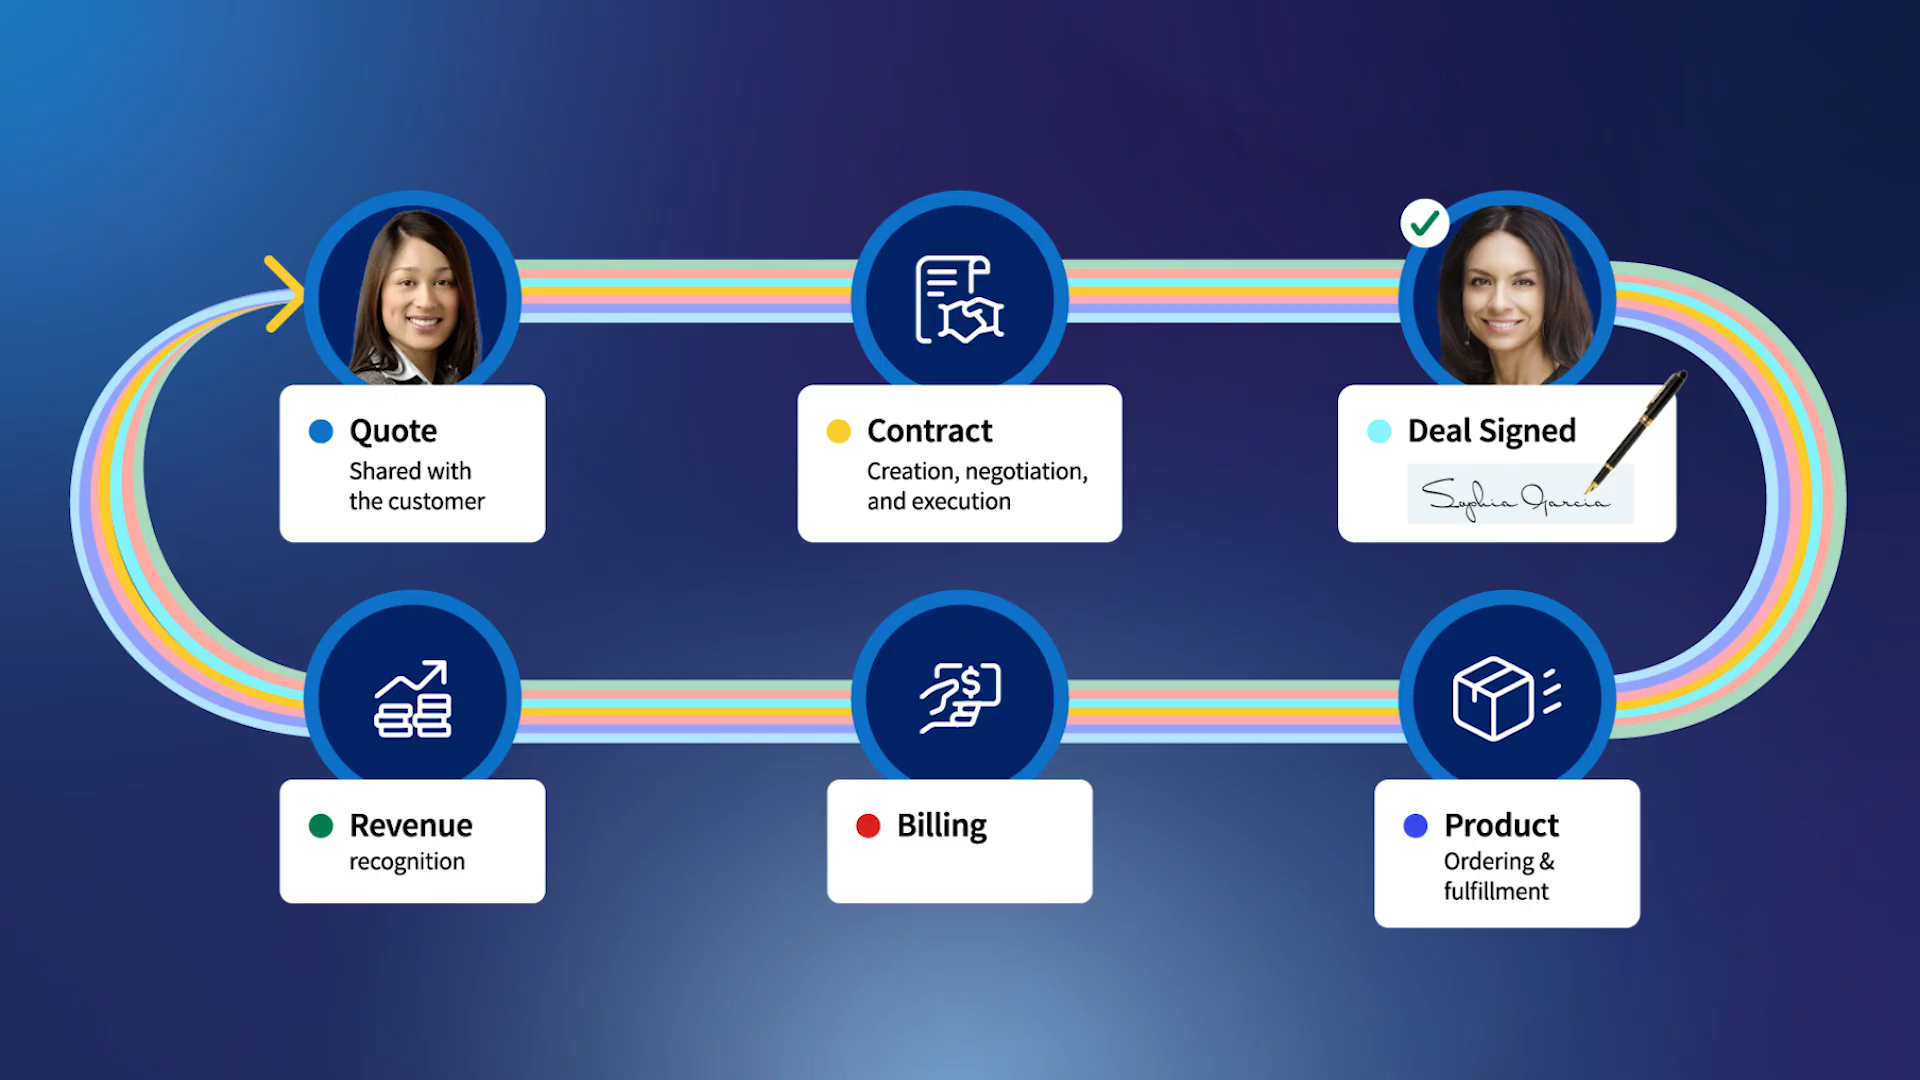 Quote
Shared with
the customer
Contract
Creation, negotiation,
and execution
Deal Signed
Sophia Garcia
Revenue
recognition
Billing
$
Product
Ordering &
fulfillment